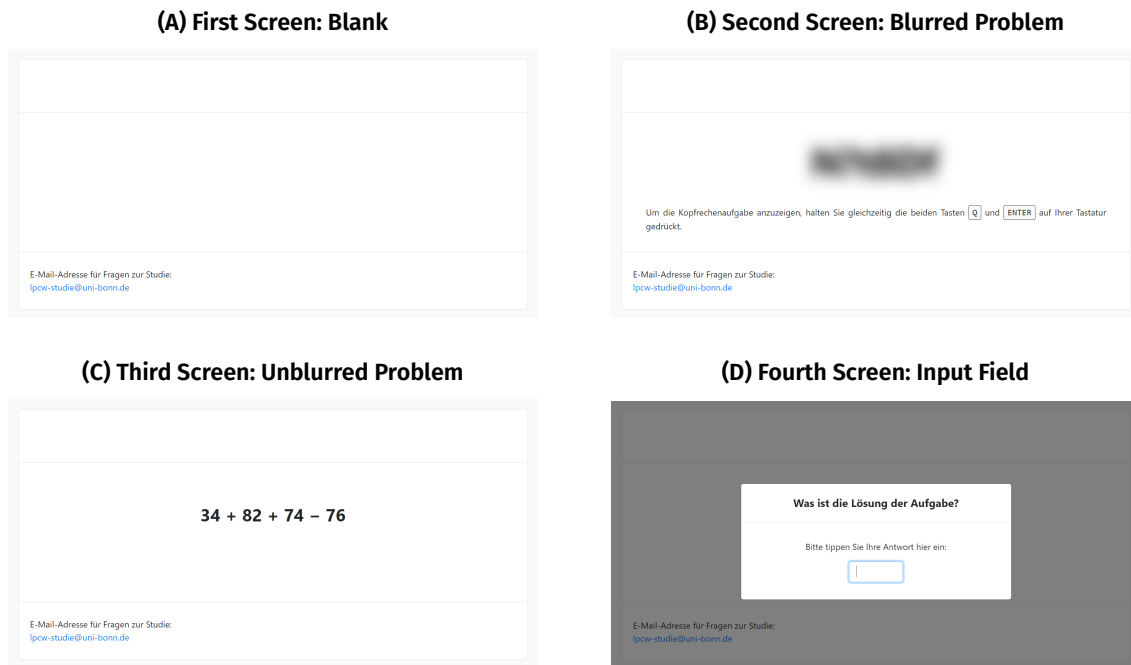 (A) First Screen: Blank
E-Mail-Adresse für Fragen zur Studie:
lpcw-studie@uni-bonn.de
(B) Second Screen: Blurred Problem
Um die Kopfrechenaufgabe anzuzeigen, halten Sie gleichzeitig die beiden Tasten Q und ENTER auf Ihrer Tastatur
gedrückt.
E-Mail-Adresse für Fragen zur Studie:
lpcw-studie@uni-bonn.de
(C) Third Screen: Unblurred Problem
34 + 82 + 74 − 76
E-Mail-Adresse für Fragen zur Studie:
lpcw-studie@uni-bonn.de
(D) Fourth Screen: Input Field
Was ist die Lösung der Aufgabe?
Bitte tippen Sie Ihre Antwort hier ein:
E-Mail-Adresse für Fragen zur Studie:
lpcw-studie@uni-bonn.de